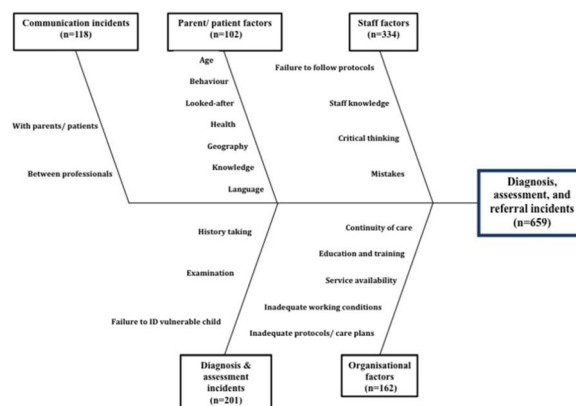 Communication incidents
(n=118)
Parent/ patient factors
(n=102)
Staff factors
(n=334)
Age
Behaviour
Looked-after
Health
Geography
Knowledge
Language
Failure to follow protocols
Staff knowledge
Critical thinking
Mistakes
With parents/ patients
Between professionals
Diagnosis,
assessment, and
referral incidents
(n=659)
History taking
Examination
Failure to ID vulnerable child
Continuity of care
Education and training
Service availability
Inadequate working conditions
Inadequate protocols/ care plans
Diagnosis &
assessment
incidents
(n=201)
Organisational
factors
(n=162)